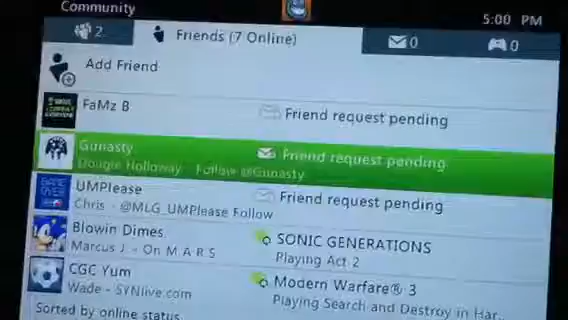 Community
5:00 PM
2
Friends (7 Online)
0
0
Add Friend
FaMz B
Friend request pending
Gunasty
Friend request pending
Dougie Holloway - Follow @Gunasty
UMPlease
Friend request pending
Chris - @MLG_UMPlease Follow
Blowin Dimes
SONIC GENERATIONS
Marcus J - On M A R S
Playing Act 2
CGC Yum
Modern Warfare® 3
Wade - SYNlive.com
Playing Search and Destroy in Har...
Sorted by online status
GAME OVER